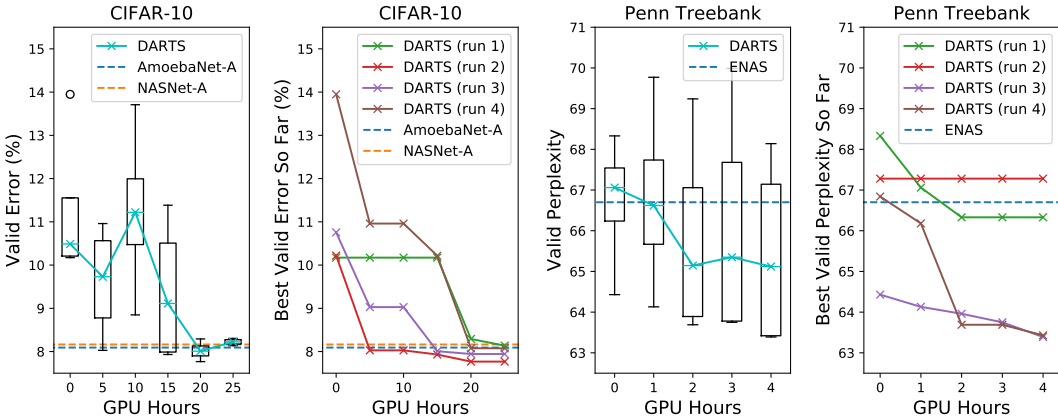 CIFAR-10
Valid Error (%)
15
14
13
12
11
10
9
8
DARTS
AmoebaNet-A
NASNet-A
0 5 10 15 20 25
GPU Hours
CIFAR-10
Best Valid Error So Far (%)
15
14
13
12
11
10
9
8
DARTS (run 1)
DARTS (run 2)
DARTS (run 3)
DARTS (run 4)
AmoebaNet-A
NASNet-A
0 10 20
GPU Hours
Penn Treebank
Valid Perplexity
71
70
69
68
67
66
65
64
63
DARTS
ENAS
0 1 2 3 4
GPU Hours
Penn Treebank
Best Valid Perplexity So Far
71
70
69
68
67
66
65
64
63
DARTS (run 1)
DARTS (run 2)
DARTS (run 3)
DARTS (run 4)
ENAS
0 1 2 3 4
GPU Hours